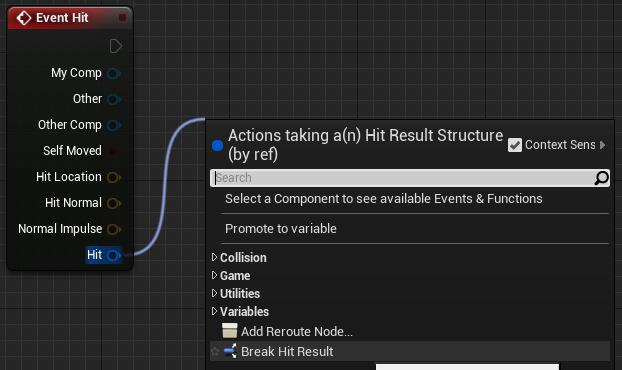 Event Hit
My Comp
Other
Other Comp
Self Moved
Hit Location
Hit Normal
Normal Impulse
Hit
Actions taking a(n) Hit Result Structure
(by ref)
Context Sens
Search
Select a Component to see available Events & Functions
Promote to variable
Collision
Game
Utilities
Variables
Add Reroute Node...
Break Hit Result